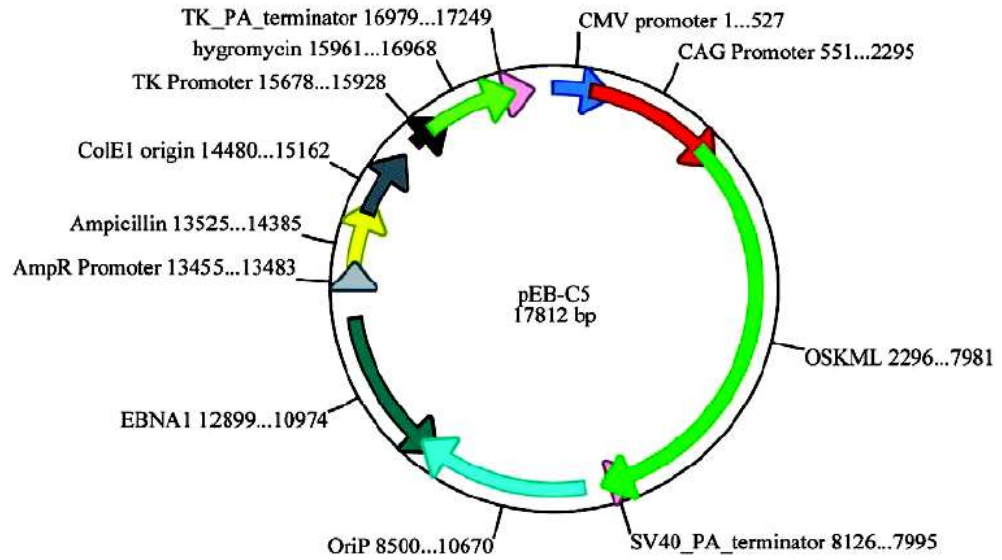 TK_PA_terminator 16979...17249
CMV promoter 1...527
hygromycin 15961...16968
CAG Promoter 551...2295
TK Promoter 15678...15928
ColE1 origin 14480...15162
Ampicillin 13525...14385
AmpR Promoter 13455...13483
pEB-C5
17812 bp
OSKML 2296...7981
EBNA1 12899...10974
OriP 8500...10670
SV40_PA_terminator 8126...7995